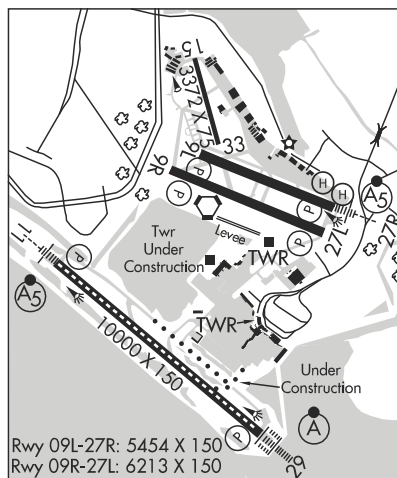 15
3372 X 75
33
9L
9R
P
P
H
H
A5
27R
27L
P
P
Levee
Twr
Under
Construction
TWR
TWR
11
P
A5
10000 X 150
Under
Construction
P
A
29
Rwy 09L-27R: 5454 X 150
Rwy 09R-27L: 6213 X 150